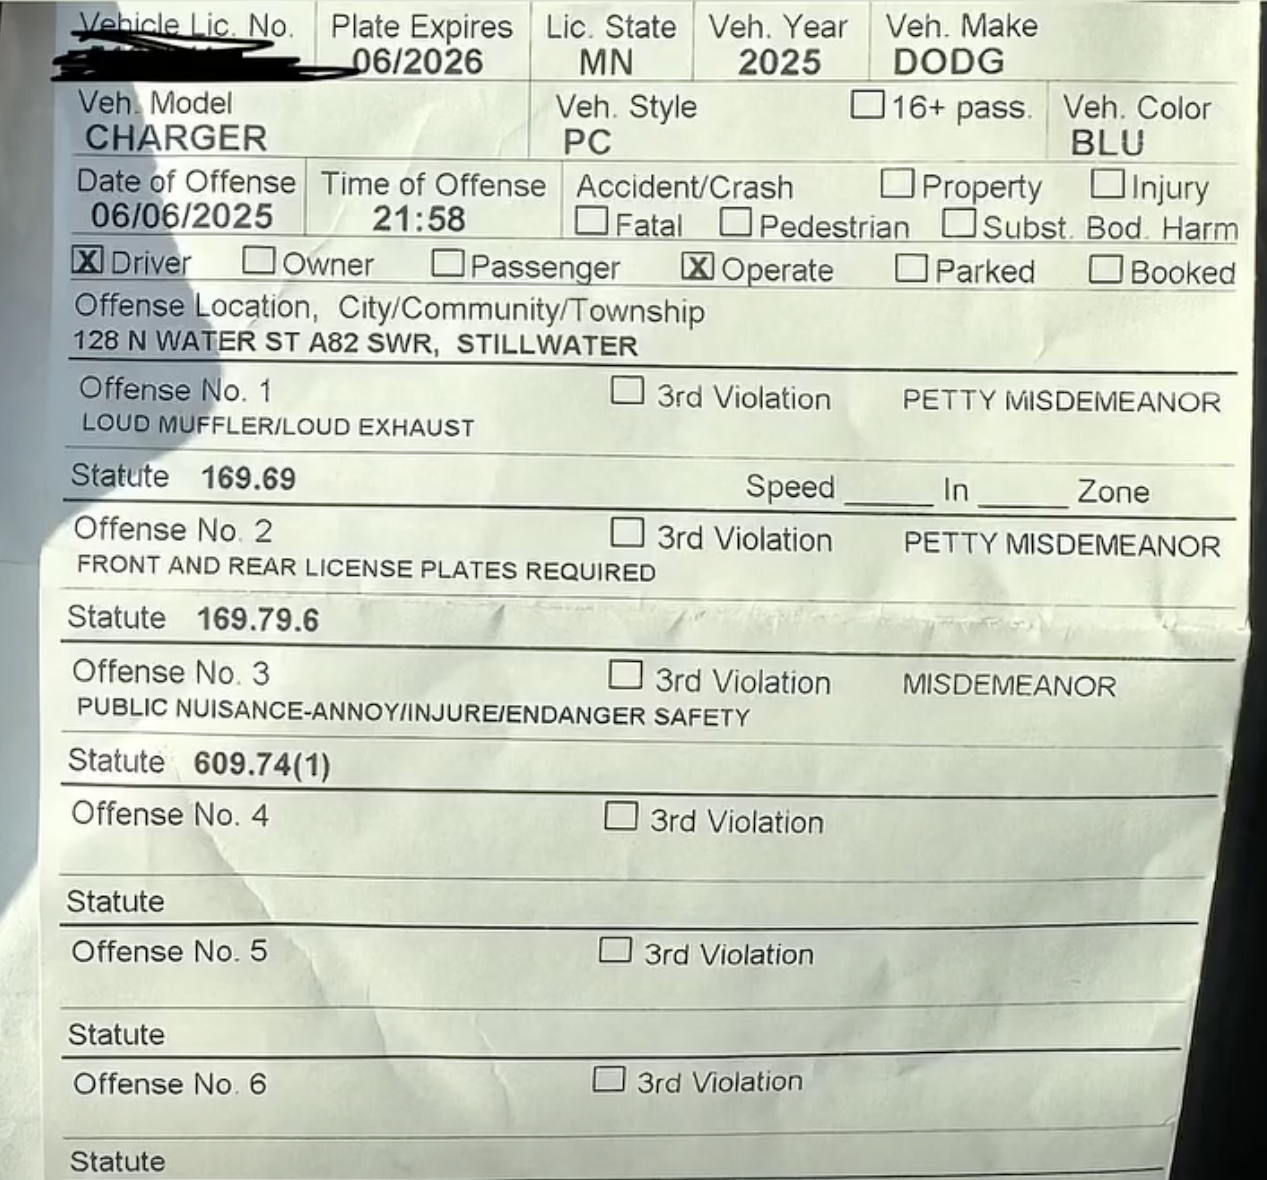 Vehicle Lic. No. Plate Expires Lic. State Veh. Year Veh. Make
06/2026 MN 2025 DODG
Veh. Model Veh. Style 16+ pass. Veh. Color
CHARGER PC BLU
Date of Offense Time of Offense Accident/Crash Property Injury
06/06/2025 21:58 Fatal Pedestrian Subst. Bod. Harm
X Driver Owner Passenger X Operate Parked Booked
Offense Location, City/Community/Township
128 N WATER ST A82 SWR, STILLWATER
Offense No. 1 3rd Violation PETTY MISDEMEANOR
LOUD MUFFLER/LOUD EXHAUST
Statute 169.69 Speed _____ In _____ Zone
Offense No. 2 3rd Violation PETTY MISDEMEANOR
FRONT AND REAR LICENSE PLATES REQUIRED
Statute 169.79.6
Offense No. 3 3rd Violation MISDEMEANOR
PUBLIC NUISANCE-ANNOY/INJURE/ENDANGER SAFETY
Statute 609.74(1)
Offense No. 4 3rd Violation
Statute
Offense No. 5 3rd Violation
Statute
Offense No. 6 3rd Violation
Statute